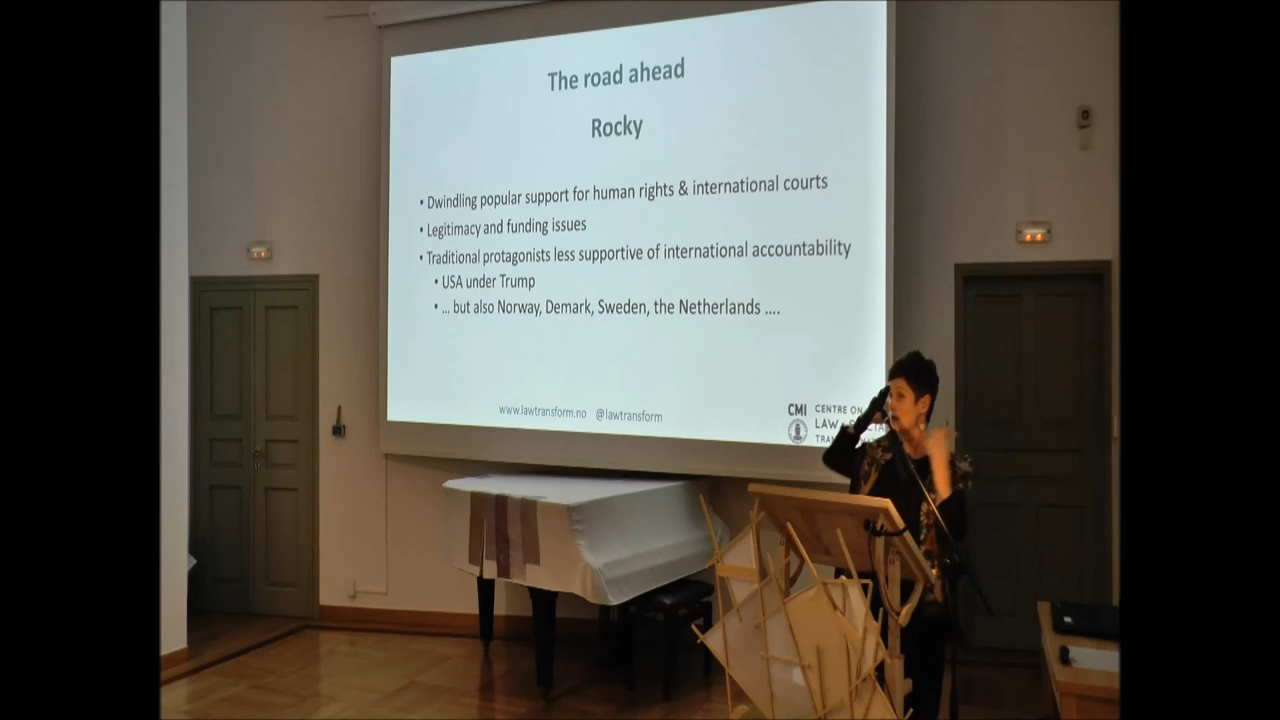 The road ahead
Rocky
• Dwindling popular support for human rights & international courts
• Legitimacy and funding issues
• Traditional protagonists less supportive of international accountability
• USA under Trump
• ... but also Norway, Demark, Sweden, the Netherlands ....
www.lawtransform.no @lawtransform
CMI CENTRE ON
LAW